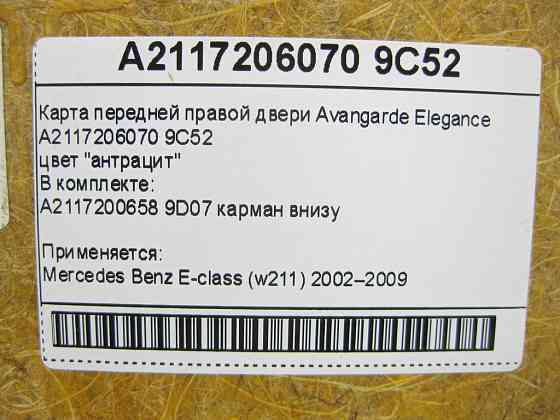 A2117206070 9C52
Карта передней правой двери Avangarde Elegance
A2117206070 9C52
цвет "антрацит"
В комплекте:
A2117200658 9D07 карман внизу
Применяется:
Mercedes Benz E-class (w211) 2002–2009